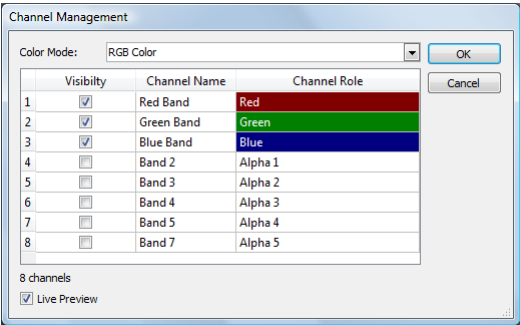 Channel Management
Color Mode: RGB Color OK
Visibilty Channel Name Channel Role Cancel
1 Red Band Red
2 Green Band Green
3 Blue Band Blue
4 Band 2 Alpha 1
5 Band 3 Alpha 2
6 Band 4 Alpha 3
7 Band 5 Alpha 4
8 Band 7 Alpha 5
8 channels
Live Preview